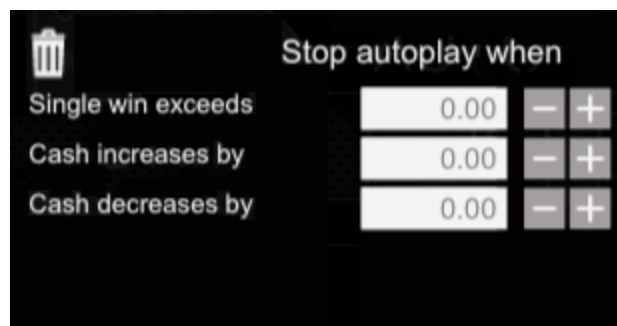 Stop autoplay when
Single win exceeds 0.00 - +
Cash increases by 0.00 - +
Cash decreases by 0.00 - +